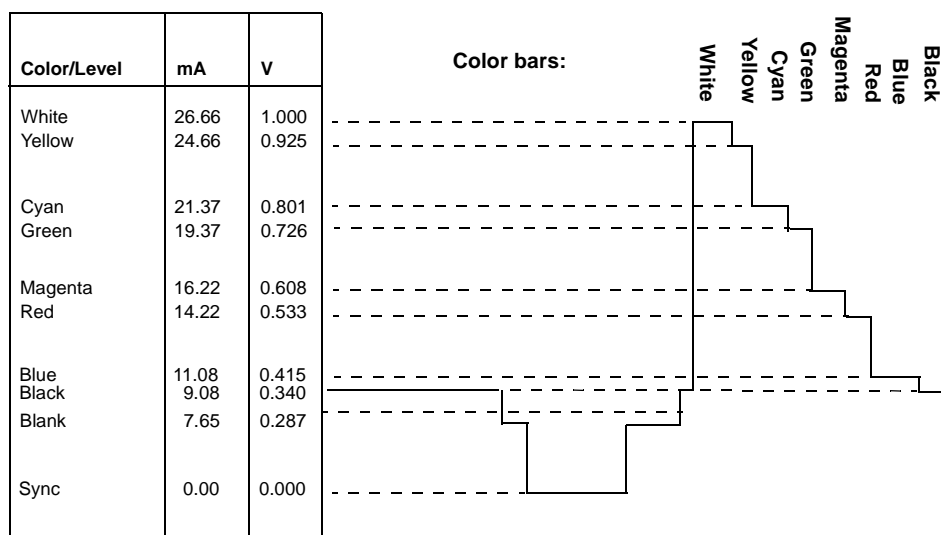 Color/Level mA V
White 26.66 1.000
Yellow 24.66 0.925
Cyan 21.37 0.801
Green 19.37 0.726
Magenta 16.22 0.608
Red 14.22 0.533
Blue 11.08 0.415
Black 9.08 0.340
Blank 7.65 0.287
Sync 0.00 0.000
Color bars:
White
Yellow
Cyan
Green
Magenta
Red
Blue
Black